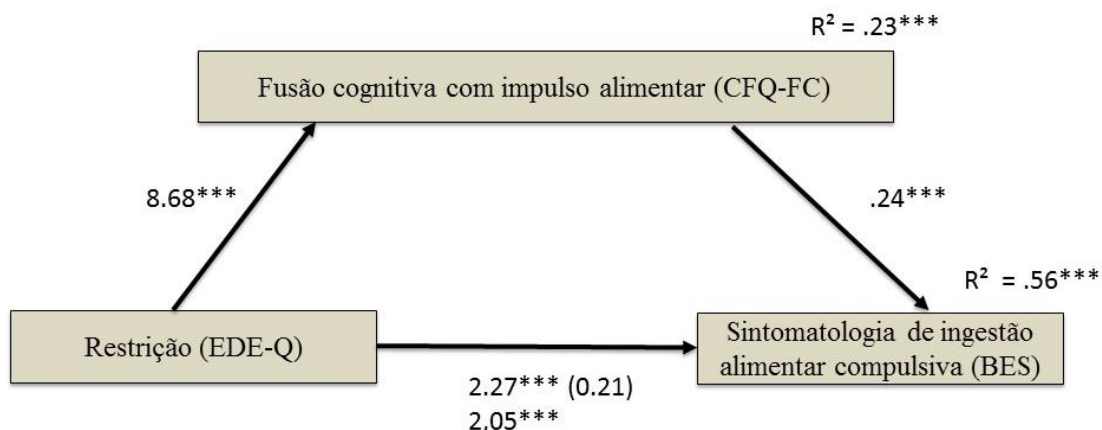 R² = .23***
Fusão cognitiva com impulso alimentar (CFQ-FC)
8.68***
.24***
R² = .56***
Restrição (EDE-Q)
Sintomatologia de ingestão
alimentar compulsiva (BES)
2.27*** (0.21)
2,05***